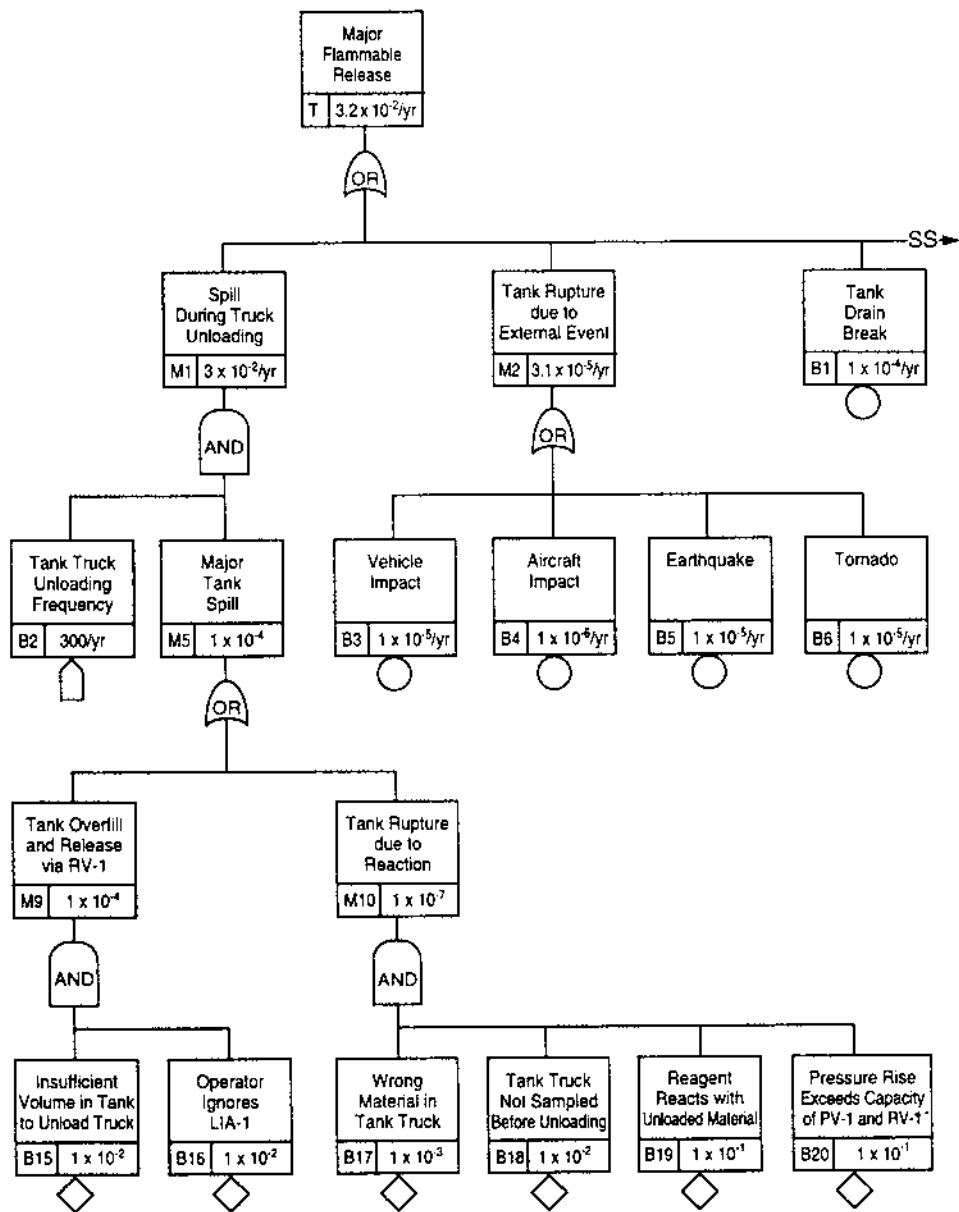 Major
Flammable
Release
T 3.2 x 10⁻²/yr
OR
SS
Spill
During Truck
Unloading
M1 3 x 10⁻²/yr
Tank Rupture
due to
External Event
M2 3.1 x 10⁻⁵/yr
Tank
Drain
Break
B1 1 x 10⁻⁴/yr
AND
OR
Tank Truck
Unloading
Frequency
B2 300/yr
Major
Tank
Spill
M5 1 x 10⁻⁴
Vehicle
Impact
B3 1 x 10⁻⁵/yr
Aircraft
Impact
B4 1 x 10⁻⁶/yr
Earthquake
B5 1 x 10⁻⁵/yr
Tornado
B6 1 x 10⁻⁵/yr
OR
Tank Overfill
and Release
via RV-1
M9 1 x 10⁻⁴
Tank Rupture
due to
Reaction
M10 1 x 10⁻⁷
AND
AND
Insufficient
Volume in Tank
to Unload Truck
B15 1 x 10⁻²
Operator
Ignores
LIA-1
B16 1 x 10⁻²
Wrong
Material in
Tank Truck
B17 1 x 10⁻³
Tank Truck
Not Sampled
Before Unloading
B18 1 x 10⁻²
Reagent
Reacts with
Unloaded Material
B19 1 x 10⁻¹
Pressure Rise
Exceeds Capacity
of PV-1 and RV-1
B20 1 x 10⁻¹